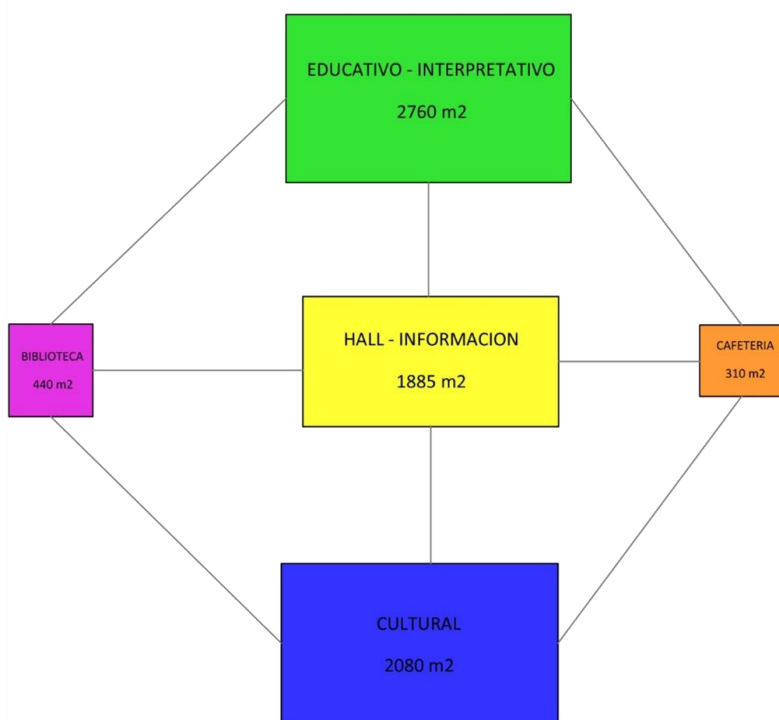 EDUCATIVO - INTERPRETATIVO
2760 m2
HALL - INFORMACION
1885 m2
BIBLIOTECA
440 m2
CAFETERIA
310 m2
CULTURAL
2080 m2